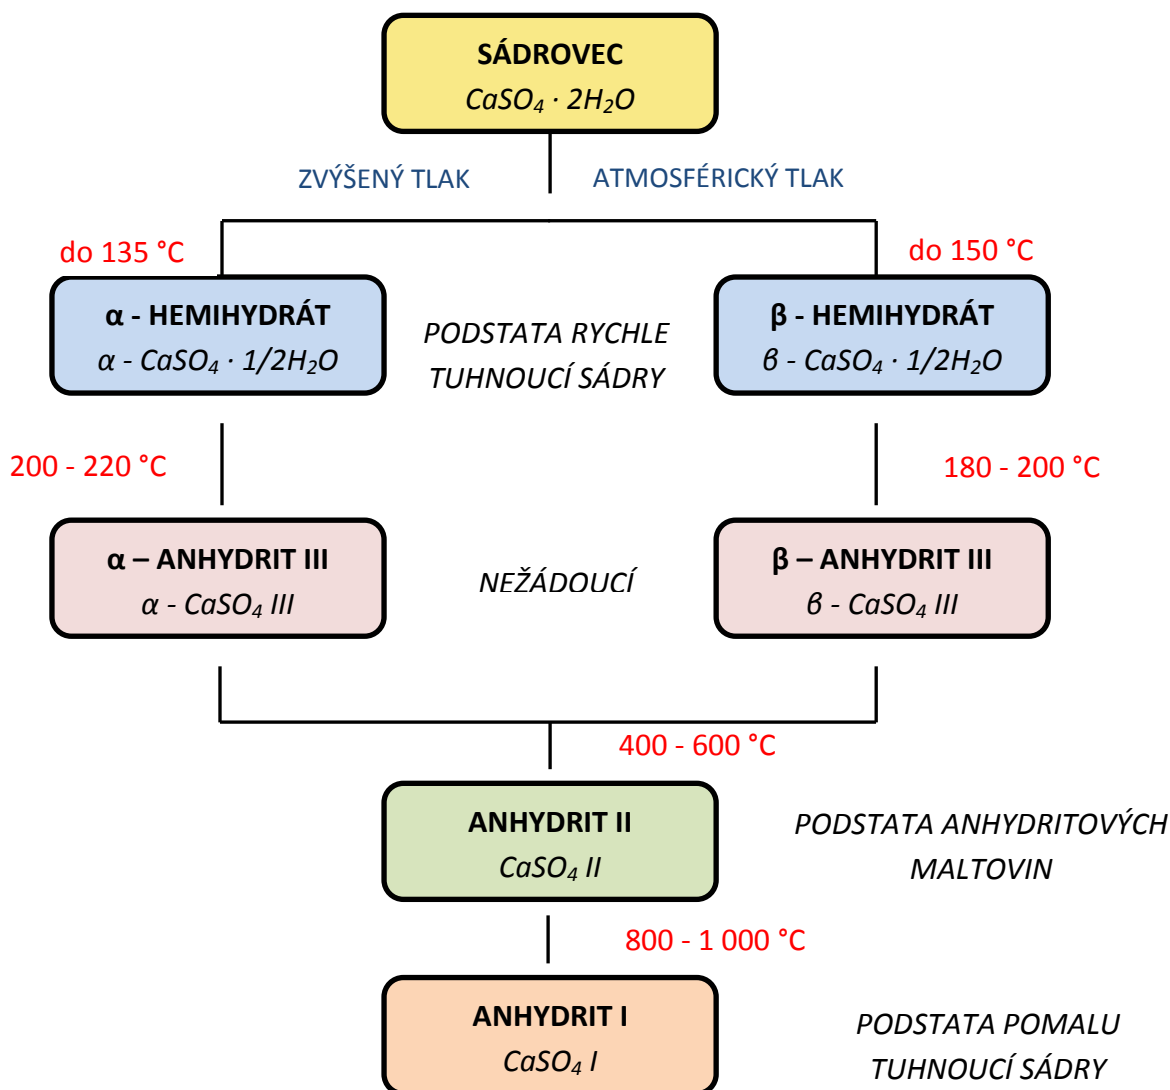 SÁDROVEC
CaSO₄ · 2H₂O
ZVÝŠENÝ TLAK
ATMOSFÉRICKÝ TLAK
do 135 °C
do 150 °C
α - HEMIHYDRÁT
α - CaSO₄ · 1/2H₂O
PODSTATA RYCHLE
TUHNOUCÍ SÁDRY
β - HEMIHYDRÁT
β - CaSO₄ · 1/2H₂O
200 - 220 °C
180 - 200 °C
α – ANHYDRIT III
α - CaSO₄ III
NEŽÁDOUCÍ
β – ANHYDRIT III
β - CaSO₄ III
400 - 600 °C
ANHYDRIT II
CaSO₄ II
PODSTATA ANHYDRITOVÝCH
MALTOVIN
800 - 1 000 °C
ANHYDRIT I
CaSO₄ I
PODSTATA POMALU
TUHNOUCÍ SÁDRY